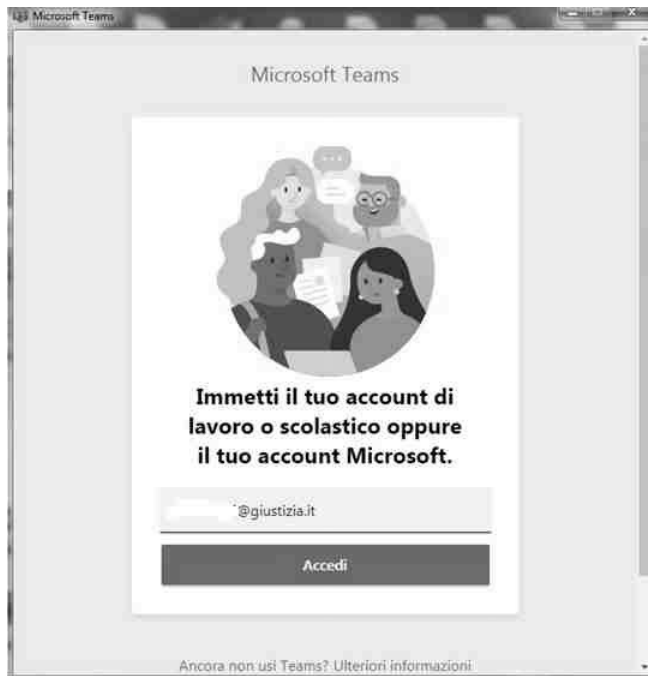 Microsoft Teams
Microsoft Teams
Immetti il tuo account di
lavoro o scolastico oppure
il tuo account Microsoft.
@giustizia.it
Accedi
Ancora non usi Teams? Ulteriori informazioni